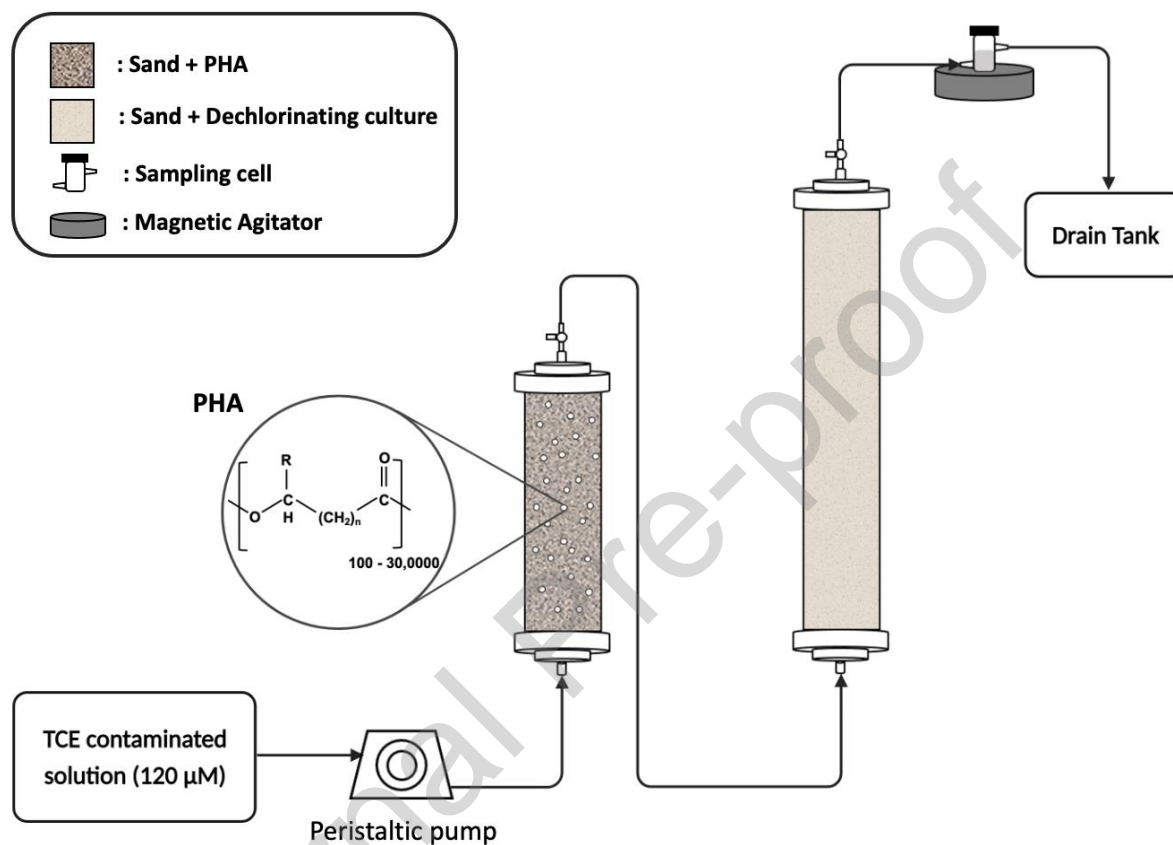 : Sand + PHA
: Sand + Dechlorinating culture
: Sampling cell
: Magnetic Agitator
Drain Tank
PHA
R
O
C
H
O
(CH2)n
C
100 - 30,0000
TCE contaminated
solution (120 µM)
Peristaltic pump
nal Pre-proof